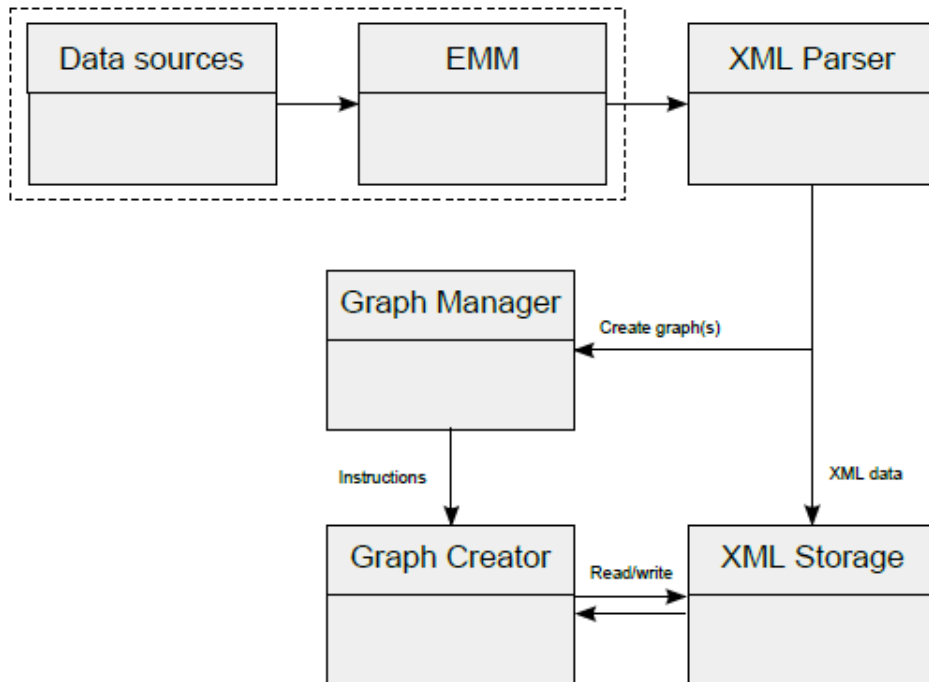 Data sources
EMM
XML Parser
Graph Manager
Create graph(s)
Instructions
XML data
Graph Creator
Read/write
XML Storage